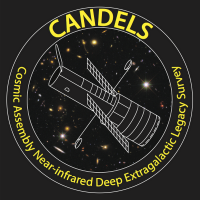 CANDELS
Cosmic Assembly Near-infrared Deep Extragalactic Legacy Survey